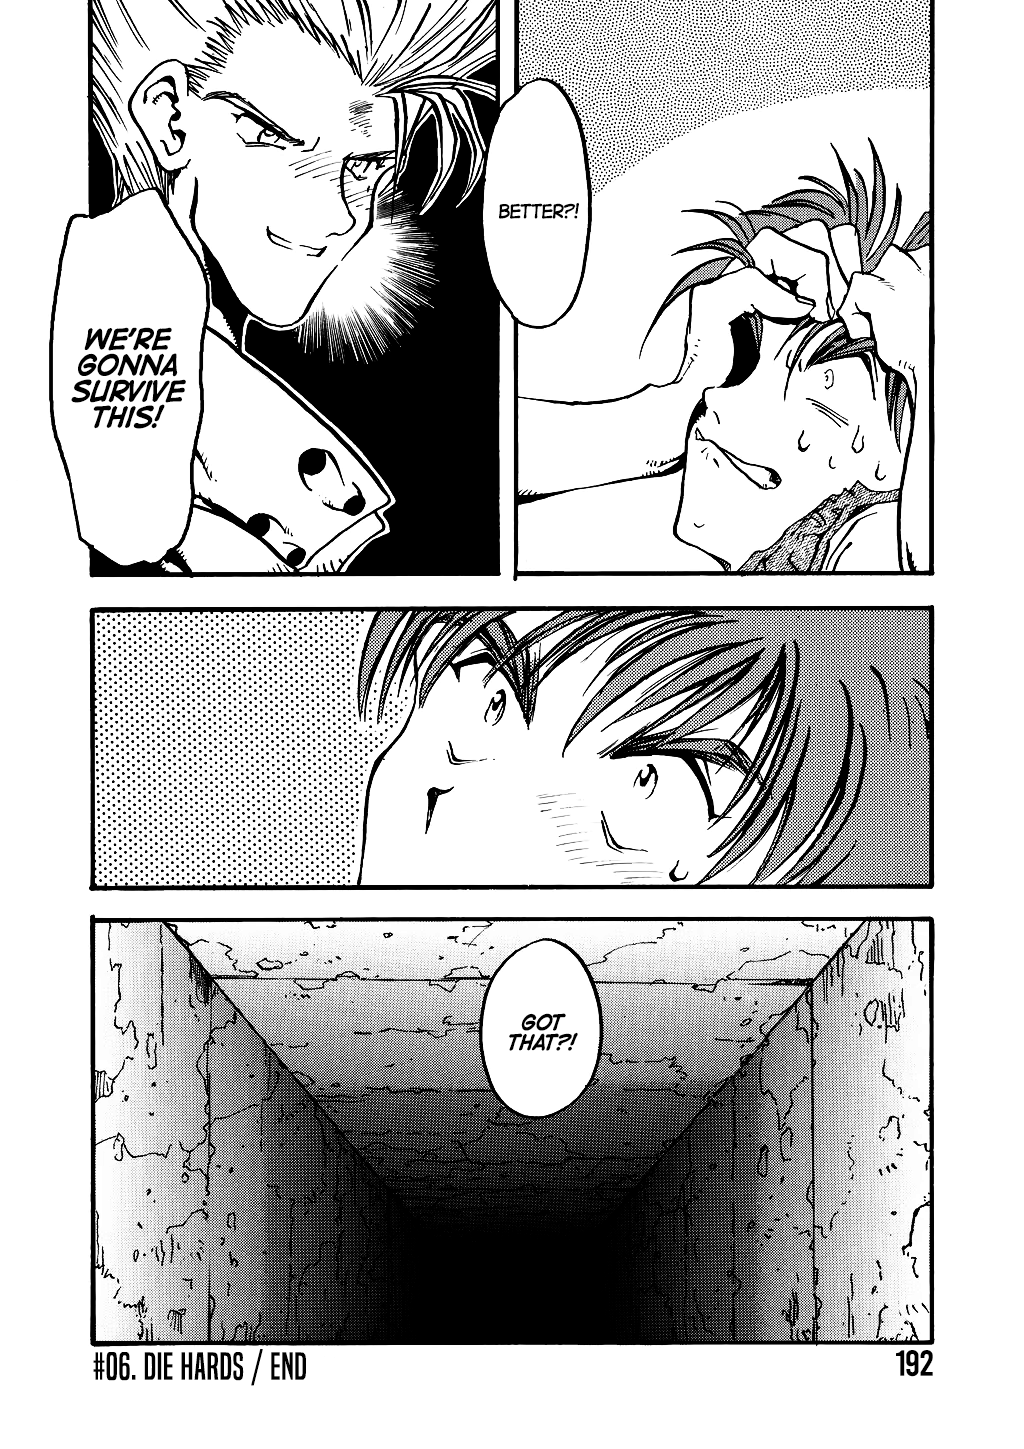 BETTER?!
WE'RE
GONNA
SURVIVE
THIS!
GOT
THAT?!
#06. DIE HARDS / END
192